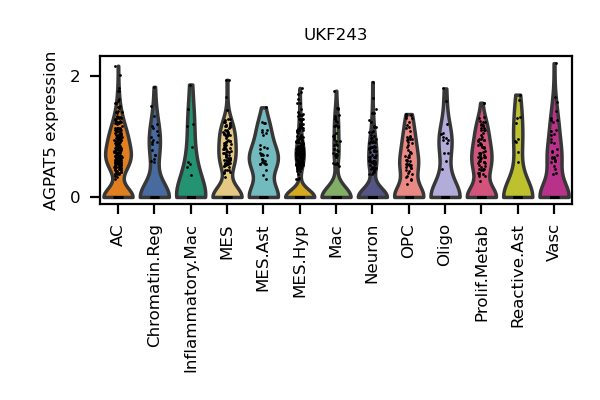 UKF243
AGPAT5 expression
2
0
AC
Chromatin.Reg
Inflammatory.Mac
MES
MES.Ast
MES.Hyp
Mac
Neuron
OPC
Oligo
Prolif.Metab
Reactive.Ast
Vasc